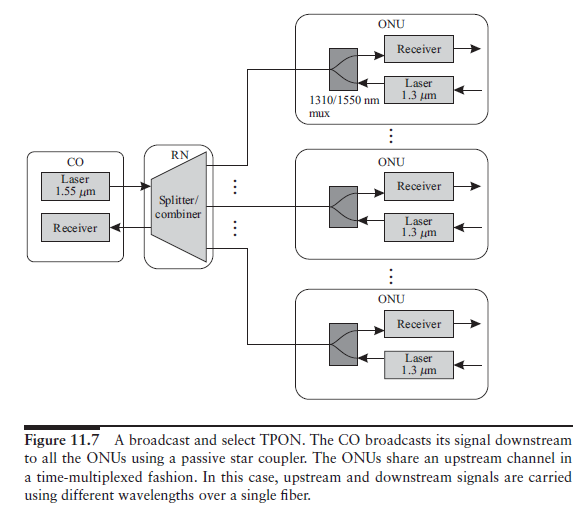 ONU
Receiver
Laser
1.3 μm
1310/1550 nm
mux
CO
Laser
1.55 μm
Receiver
RN
Splitter/
combiner
ONU
Receiver
Laser
1.3 μm
ONU
Receiver
Laser
1.3 μm
Figure 11.7 A broadcast and select TPON. The CO broadcasts its signal downstream
to all the ONUs using a passive star coupler. The ONUs share an upstream channel in
a time-multiplexed fashion. In this case, upstream and downstream signals are carried
using different wavelengths over a single fiber.